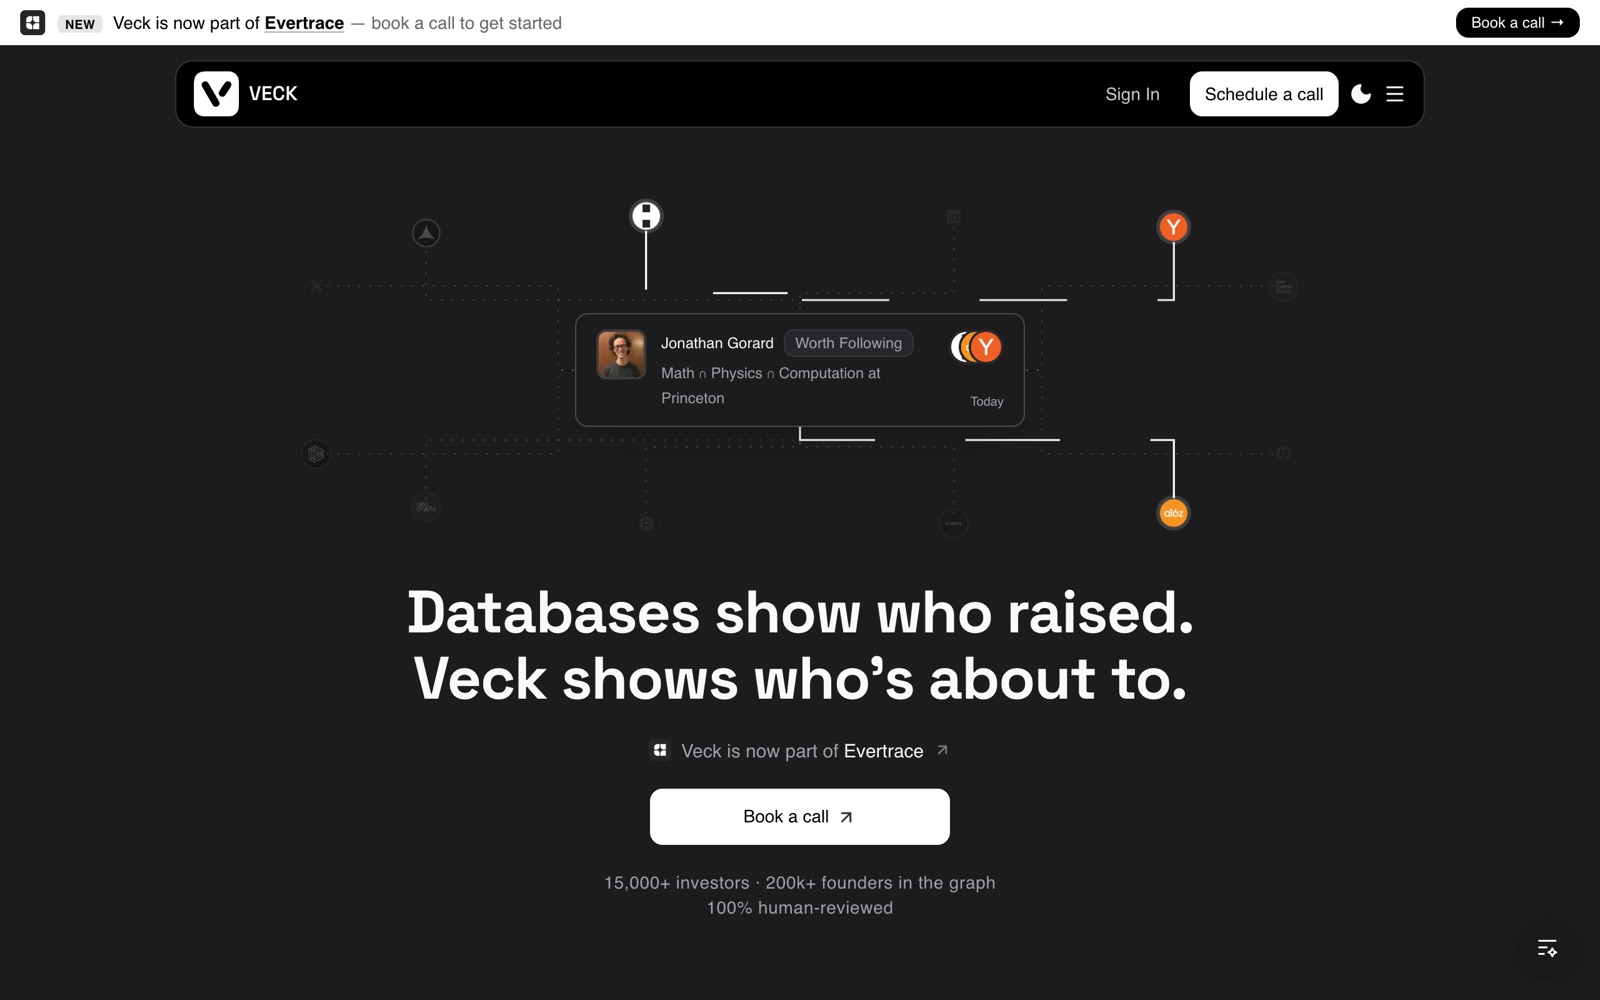 NEW Veck is now part of Evertrace — book a call to get started
Book a call →
VECK
Sign In
Schedule a call
Y
Jonathan Gorard
Worth Following
Y
Math ∩ Physics ∩ Computation at
Princeton
Today
a16z
Databases show who raised.
Veck shows who’s about to.
Veck is now part of Evertrace
Book a call
15,000+ investors · 200k+ founders in the graph
100% human-reviewed